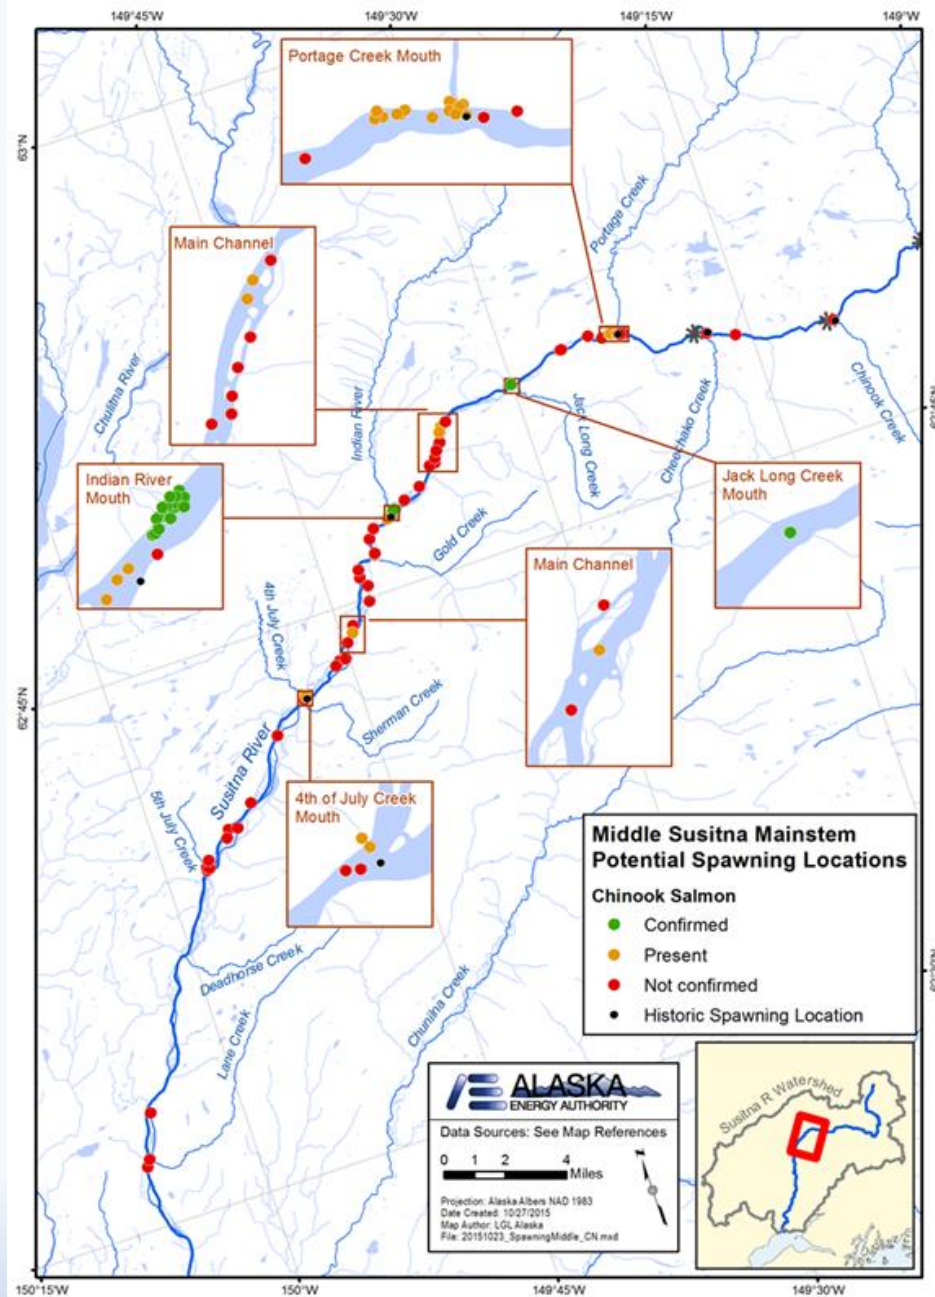 149°45'W
149°30'W
149°15'W
149°W
Portage Creek Mouth
63°N
Portage Creek
Main Channel
Chulitna River
Indian River
Jack Long Creek
Cheechako Creek
Chinook Creek
62°45'N
Indian River
Mouth
Jack Long Creek
Mouth
Gold Creek
Main Channel
4th July Creek
62°45'N
Sherman Creek
Susitna River
4th of July Creek
Mouth
5th July Creek
Middle Susitna Mainstem
Potential Spawning Locations
Chinook Salmon
Confirmed
Present
Not confirmed
Historic Spawning Location
Deadhorse Creek
62°30'N
Lane Creek
Chunilna Creek
ALASKA
ENERGY AUTHORITY
Data Sources: See Map References
0 1 2 4
Miles
Projection: Alaska Albers NAD 1983
Date Created: 10/27/2015
Map Author: LGL Alaska
File: 20151023_SpawningMiddle_CN.mxd
Susitna R Watershed
150°15'W
150°W
149°45'W
149°30'W